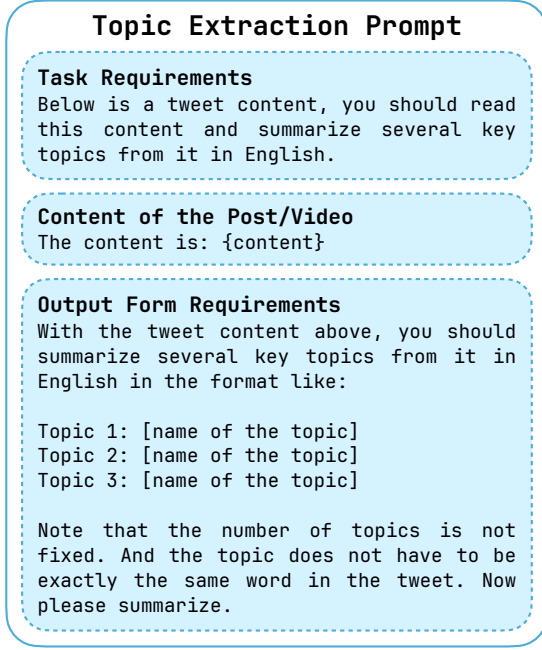 Topic Extraction Prompt
Task Requirements
Below is a tweet content, you should read
this content and summarize several key
topics from it in English.
Content of the Post/Video
The content is: {content}
Output Form Requirements
With the tweet content above, you should
summarize several key topics from it in
English in the format like:
Topic 1: [name of the topic]
Topic 2: [name of the topic]
Topic 3: [name of the topic]
Note that the number of topics is not
fixed. And the topic does not have to be
exactly the same word in the tweet. Now
please summarize.